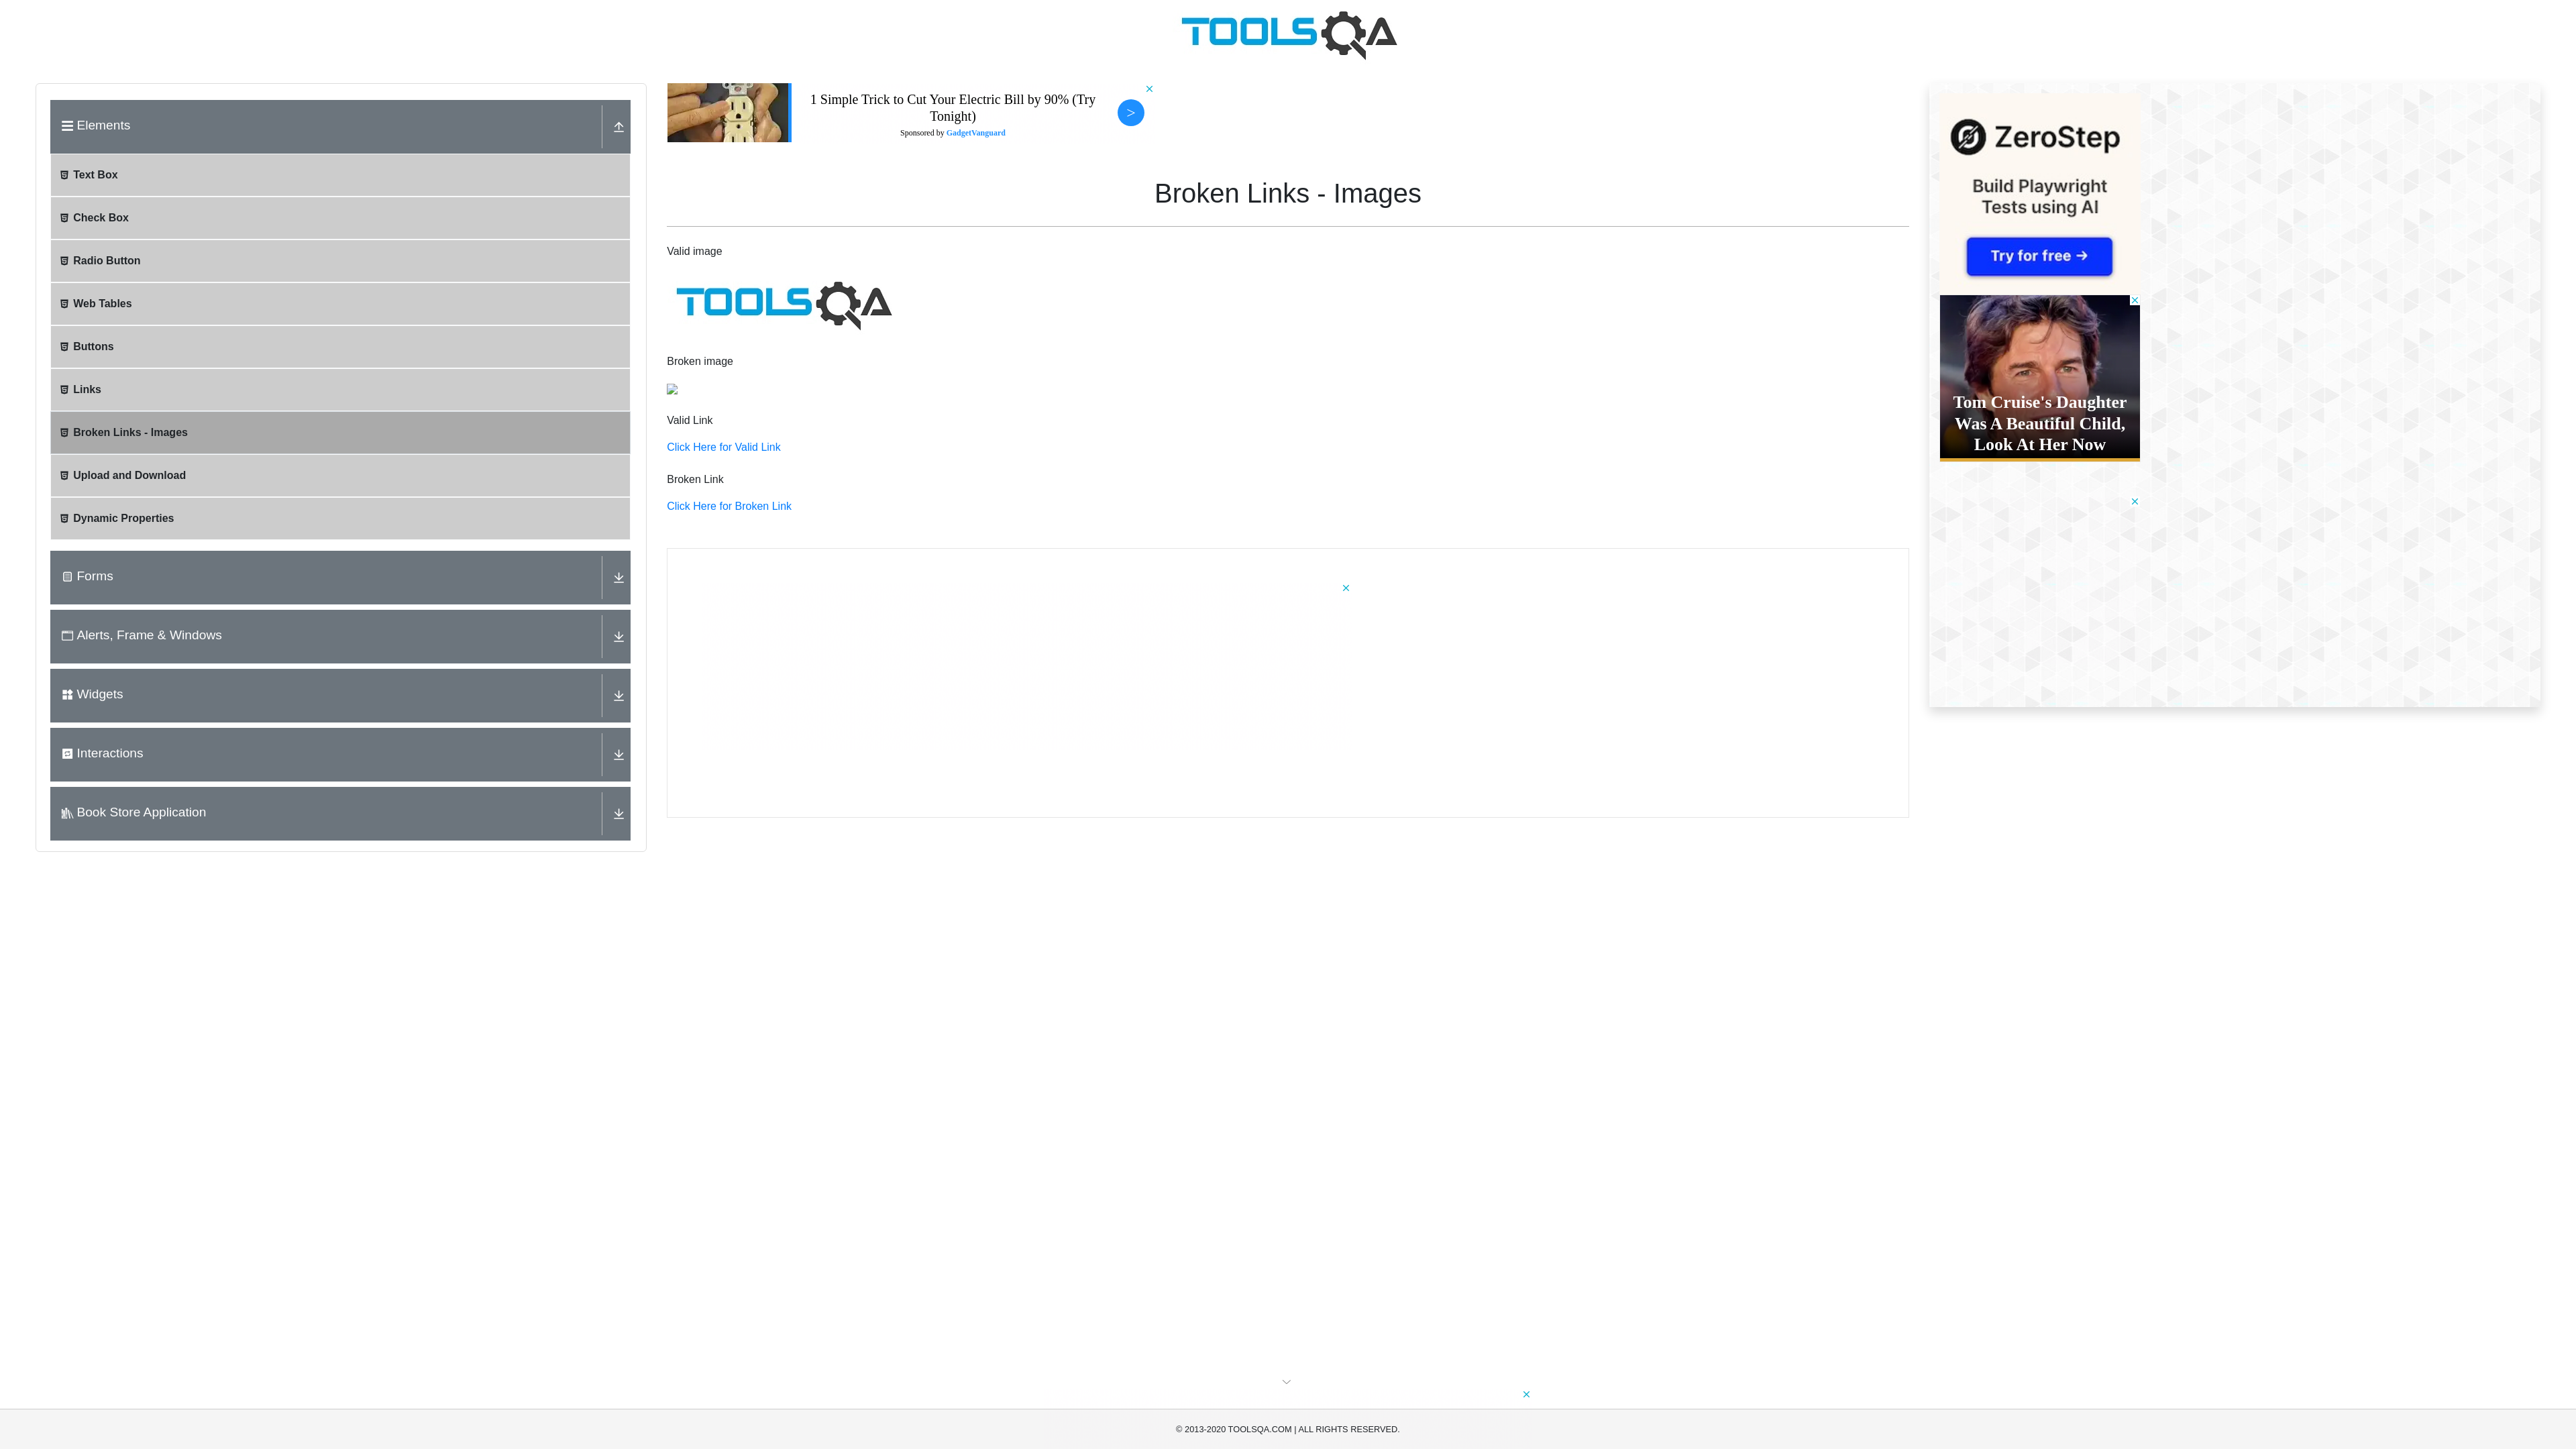 TOOLSQA
Elements
Text Box
Check Box
Radio Button
Web Tables
Buttons
Links
Broken Links - Images
Upload and Download
Dynamic Properties
Forms
Alerts, Frame & Windows
Widgets
Interactions
Book Store Application
1 Simple Trick to Cut Your Electric Bill by 90% (Try
Tonight)
Sponsored by GadgetVanguard
>
Broken Links - Images
Valid image
TOOLSQA
Broken image
Valid Link
Click Here for Valid Link
Broken Link
Click Here for Broken Link
ZeroStep
Build Playwright
Tests using AI
Try for free →
Tom Cruise's Daughter
Was A Beautiful Child,
Look At Her Now
© 2013-2020 TOOLSQA.COM | ALL RIGHTS RESERVED.